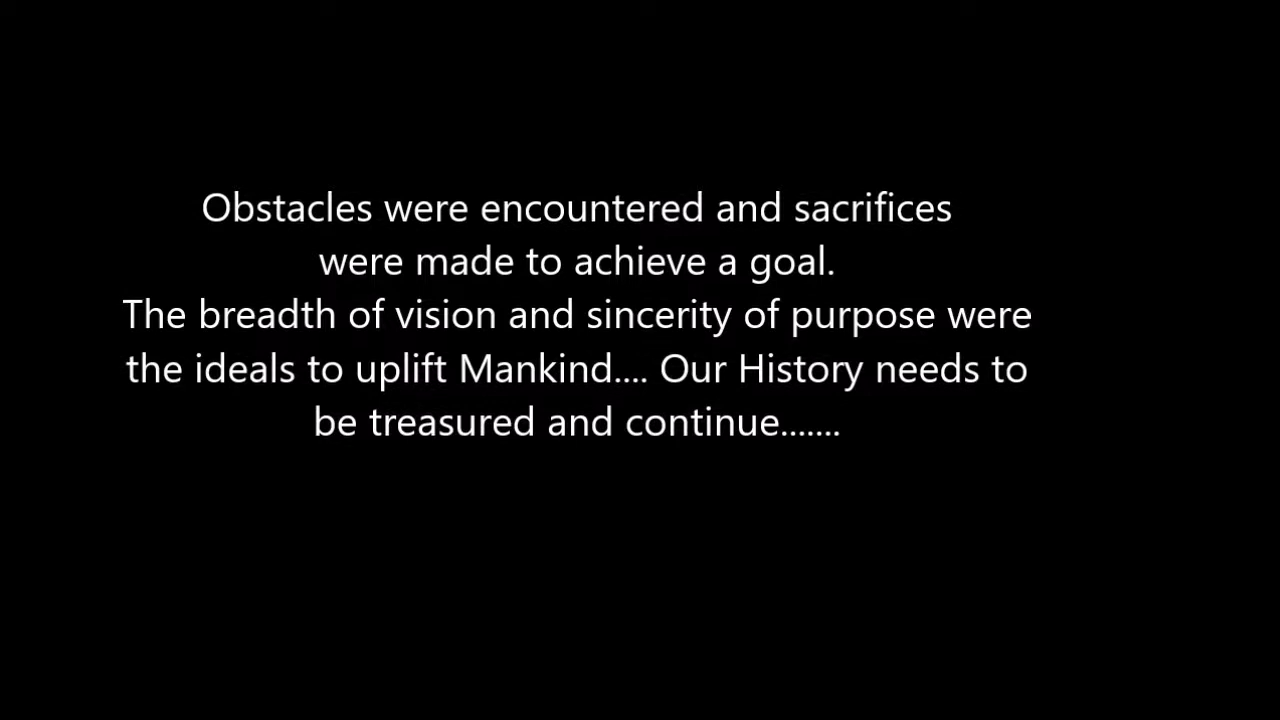 Obstacles were encountered and sacrifices
were made to achieve a goal.
The breadth of vision and sincerity of purpose were
the ideals to uplift Mankind.... Our History needs to
be treasured and continue.......